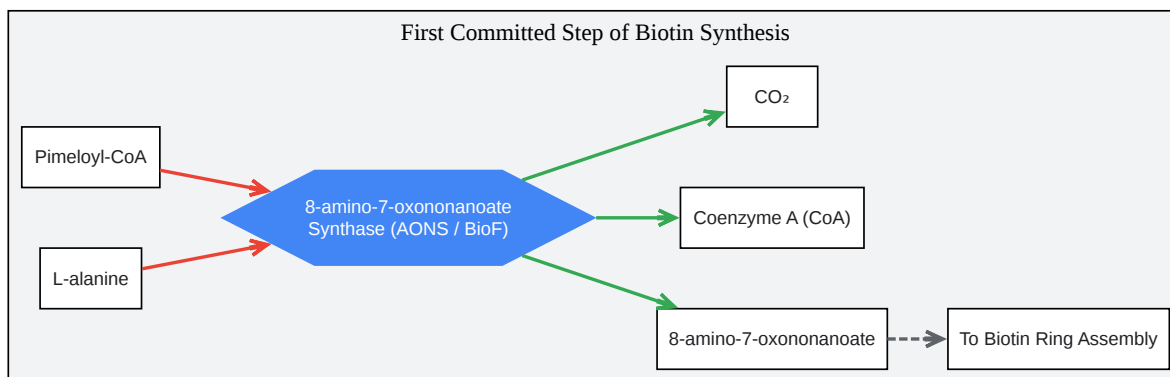 First Committed Step of Biotin Synthesis
CO₂
Pimeloyl-CoA
8-amino-7-oxononanoate
Synthase (AONS / BioF)
Coenzyme A (CoA)
L-alanine
8-amino-7-oxononanoate
To Biotin Ring Assembly